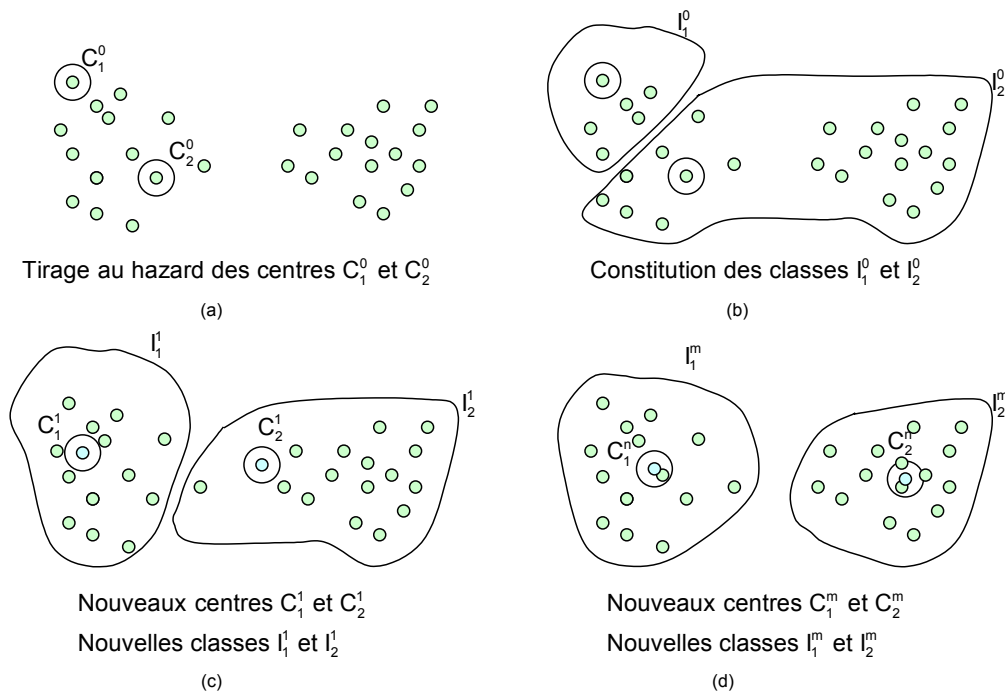 C₁⁰
C₂⁰
Tirage au hazard des centres C₁⁰ et C₂⁰
(a)
I₁⁰
I₂⁰
Constitution des classes I₁⁰ et I₂⁰
(b)
I₁¹
C₁¹
C₂¹
I₂¹
Nouveaux centres C₁¹ et C₂¹
Nouvelles classes I₁¹ et I₂¹
(c)
I₁ᵐ
C₁ⁿ
C₂ⁿ
I₂ᵐ
Nouveaux centres C₁ᵐ et C₂ᵐ
Nouvelles classes I₁ᵐ et I₂ᵐ
(d)